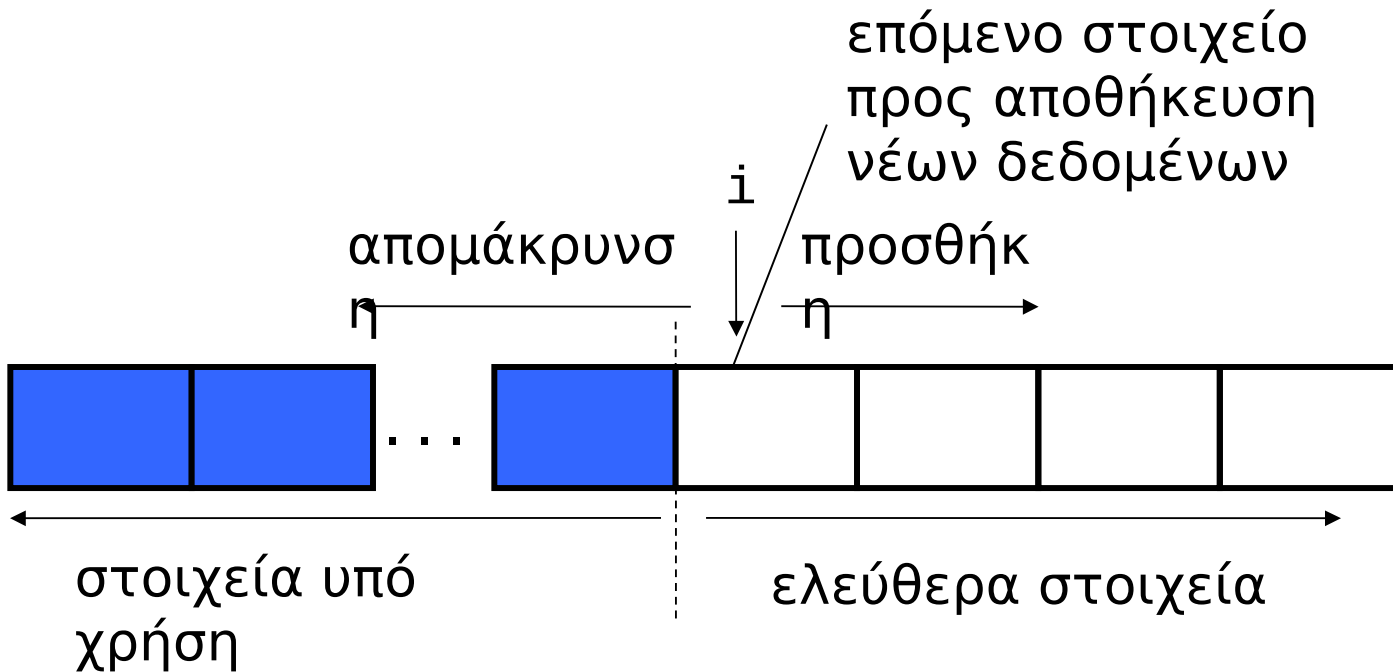 επόμενο στοιχείο
προς αποθήκευση
νέων δεδομένων
i
απομάκρυνσ
η
προσθήκ
η
...
στοιχεία υπό
χρήση
ελεύθερα στοιχεία